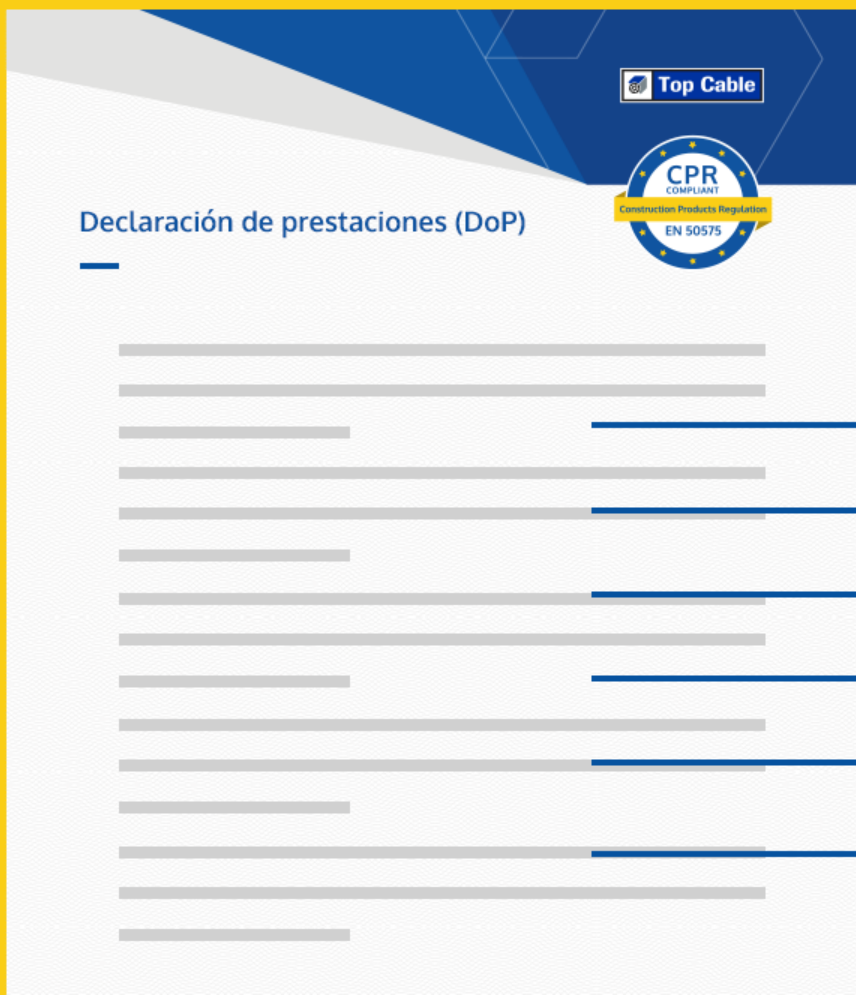 Top Cable
CPR
COMPLIANT
Construction Products Regulation
EN 50575
Declaración de prestaciones (DoP)